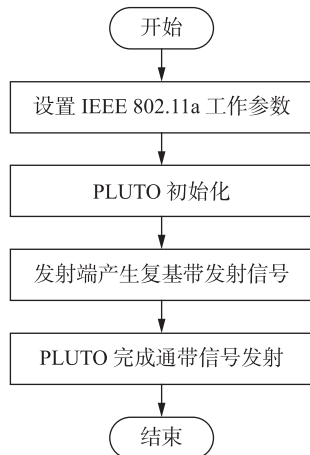 开始
设置 IEEE 802.11a 工作参数
PLUTO 初始化
发射端产生复基带发射信号
PLUTO 完成通带信号发射
结束